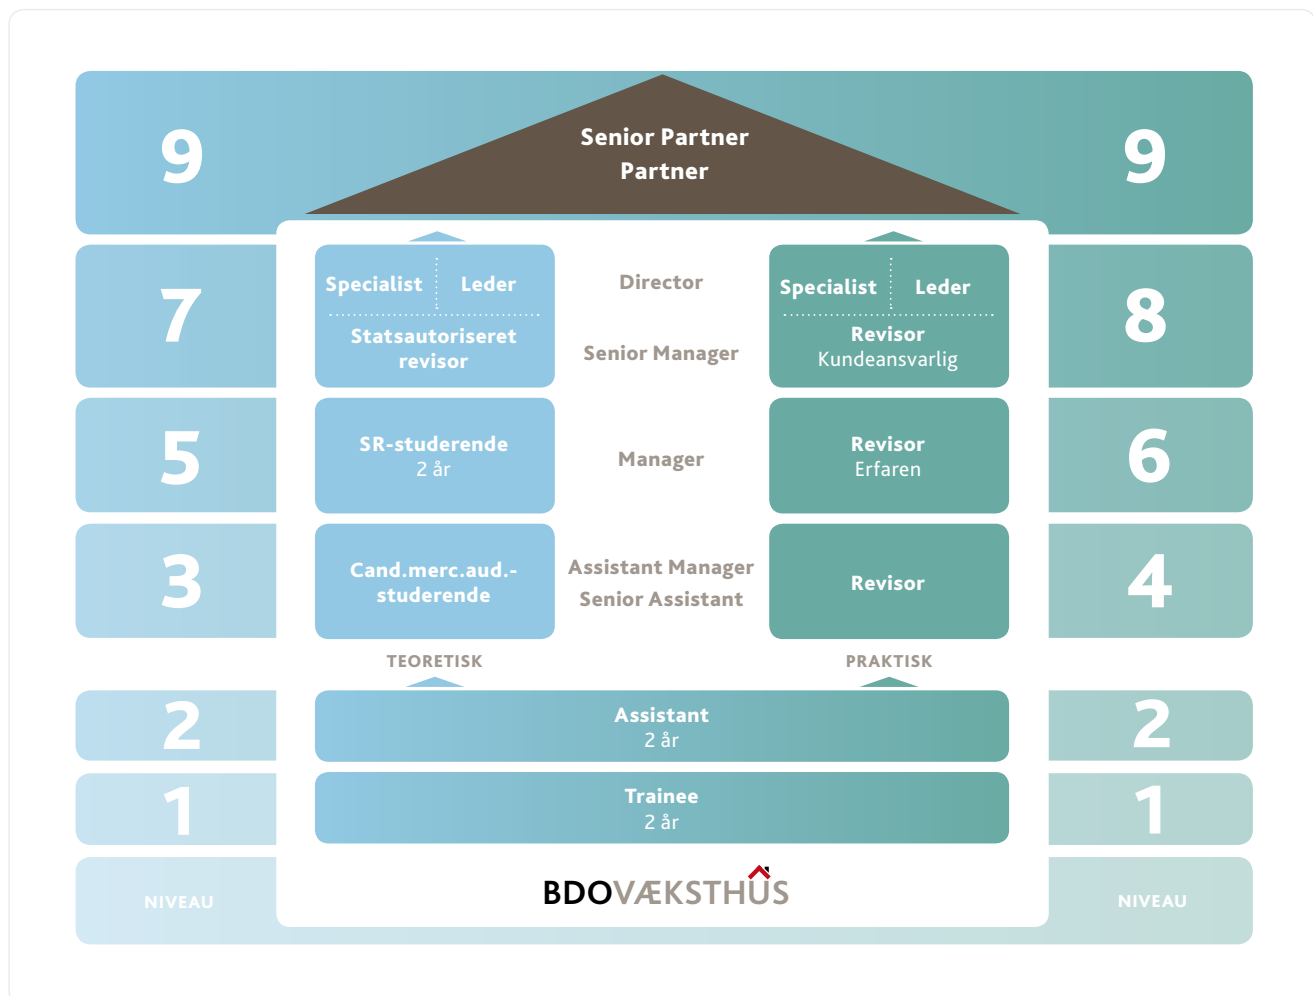 Senior Partner
Partner
9
9
Specialist
Leder
Statsautoriseret
revisor
Director
Senior Manager
Specialist
Leder
Revisor
Kundeansvarlig
7
8
5
SR-studerende
2 år
Manager
Revisor
Erfaren
6
3
Cand.merc.aud.-
studerende
Assistant Manager
Senior Assistant
Revisor
4
TEORETISK
PRAKTISK
2
Assistant
2 år
2
1
Trainee
2 år
1
NIVEAU
BDOVÆKSTHUS
NIVEAU